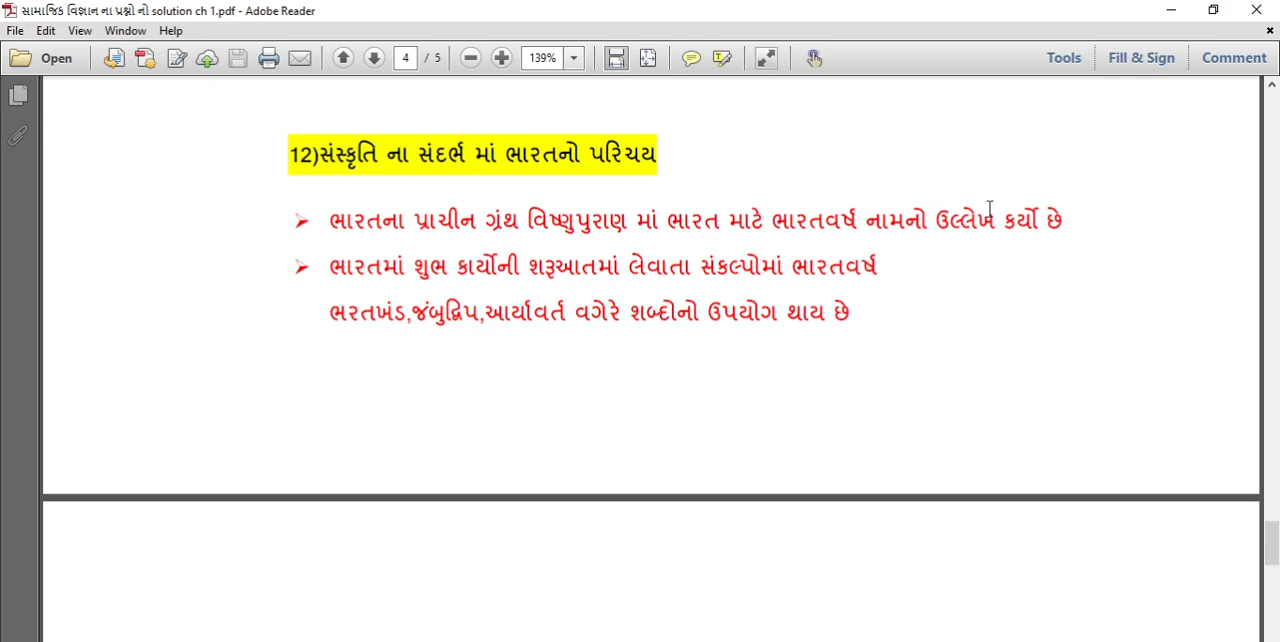 સામાજિક વિજ્ઞાન ના પ્રશ્નો નો solution ch 1.pdf - Adobe Reader
File Edit View Window Help
Open 4 / 5 139% Tools Fill & Sign Comment
12)સંસ્કૃતિ ના સંદર્ભ માં ભારતનો પરિચય
➢ ભારતના પ્રાચીન ગ્રંથ વિષ્ણુપુરાણ માં ભારત માટે ભારતવર્ષ નામનો ઉલ્લેખ કર્યો છે
➢ ભારતમાં શુભ કાર્યોની શરૂઆતમાં લેવાતા સંકલ્પોમાં ભારતવર્ષ
ભરતખંડ,જંબુદ્વિપ,આર્યાવર્ત વગેરે શબ્દોનો ઉપયોગ થાય છે